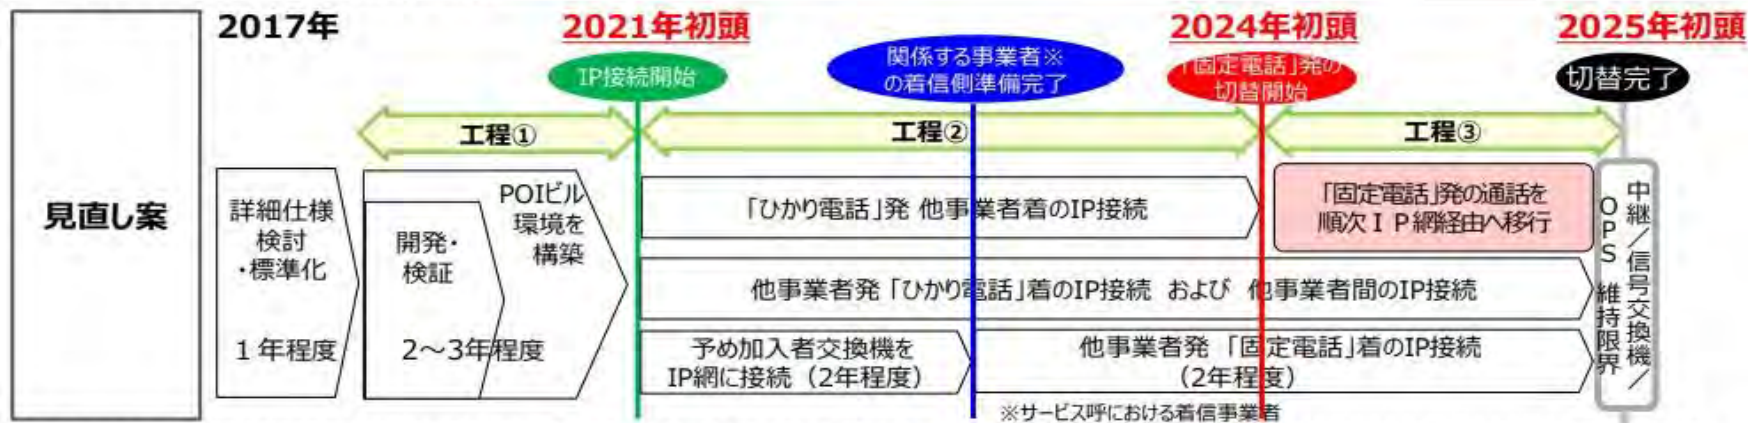 見直し案
2017年
2021年初頭
2024年初頭
2025年初頭
IP接続開始
関係する事業者※
の着信側準備完了
「固定電話」発の
切替開始
切替完了
工程①
工程②
工程③
詳細仕様
検討
・標準化
1年程度
開発・
検証
POIビル
環境を
構築
2～3年程度
「ひかり電話」発 他事業者着のIP接続
「固定電話」発の通話を
順次IP網経由へ移行
他事業者発「ひかり電話」着のIP接続 および 他事業者間のIP接続
予め加入者交換機を
IP網に接続（2年程度）
他事業者発 「固定電話」着のIP接続
（2年程度）
中継/信号交換機/
OPS 維持限界
※サービス呼における着信事業者